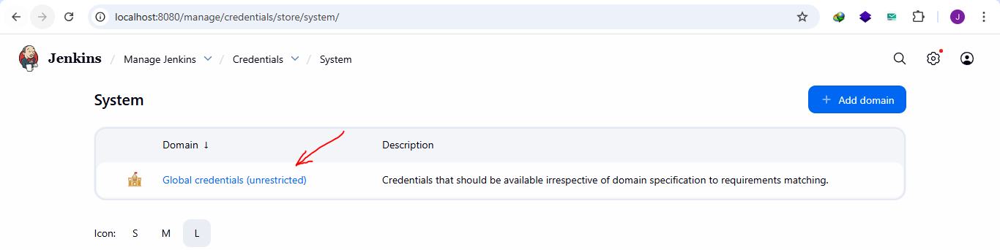 localhost:8080/manage/credentials/store/system/
J
Jenkins / Manage Jenkins / Credentials / System
System
+ Add domain
Domain ↓ Description
Global credentials (unrestricted) Credentials that should be available irrespective of domain specification to requirements matching.
Icon: S M L